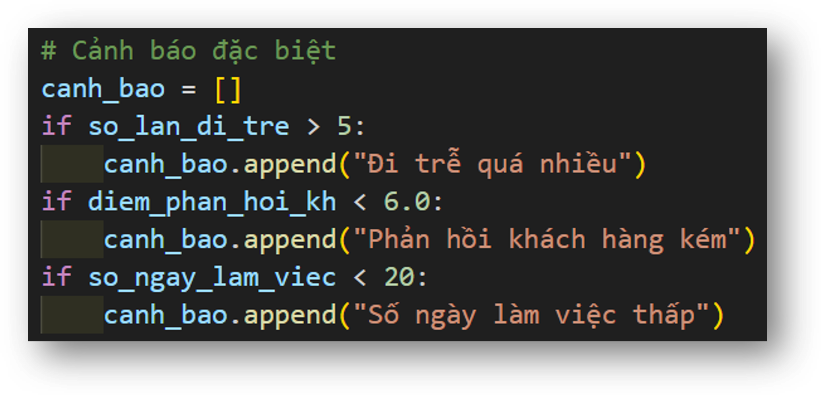 # Cảnh báo đặc biệt
canh_bao = []
if so_lan_di_tre > 5:
    canh_bao.append("Đi trễ quá nhiều")
if diem_phan_hoi_kh < 6.0:
    canh_bao.append("Phản hồi khách hàng kém")
if so_ngay_lam_viec < 20:
    canh_bao.append("Số ngày làm việc thấp")